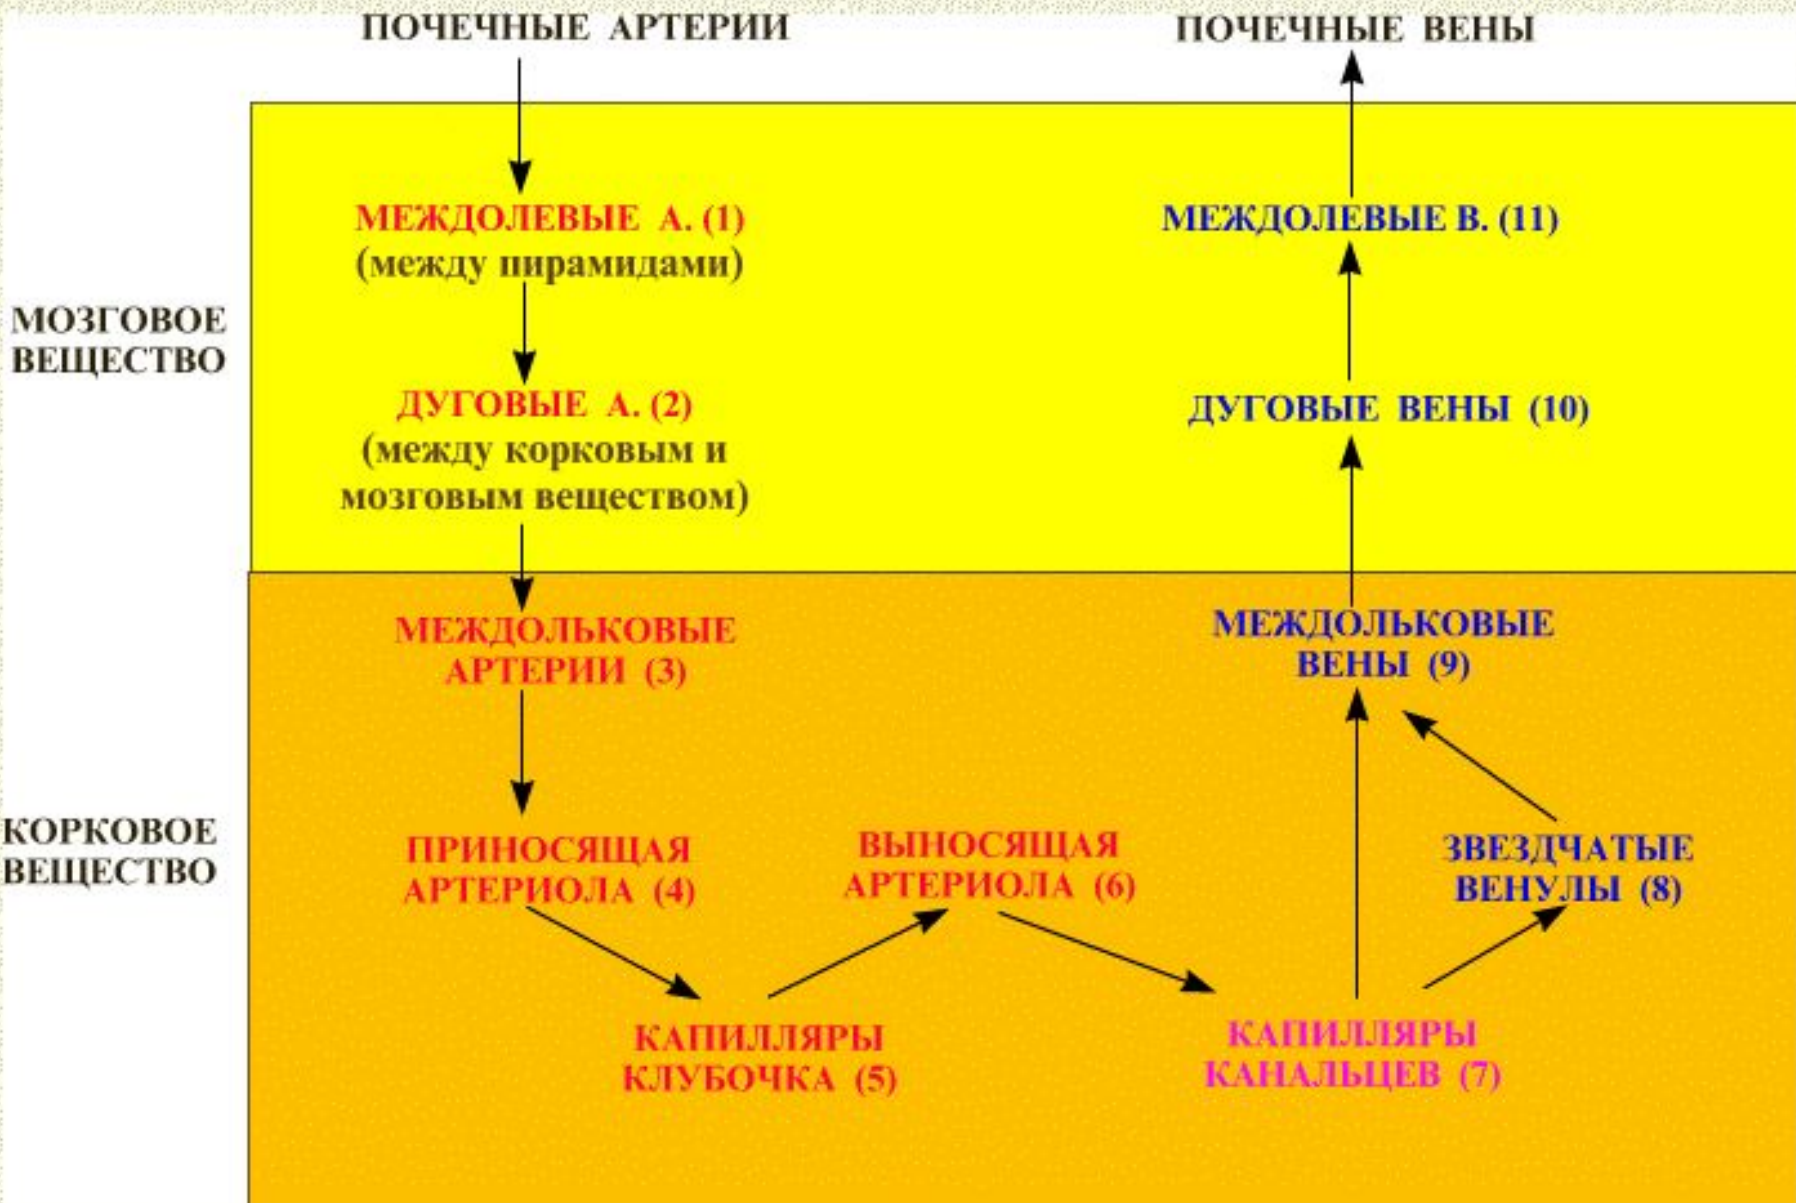 ПОЧЕЧНЫЕ АРТЕРИИ
ПОЧЕЧНЫЕ ВЕНЫ
МЕЖДОЛЕВЫЕ А. (1)
(между пирамидами)
МЕЖДОЛЕВЫЕ В. (11)
МОЗГОВОЕ
ВЕЩЕСТВО
ДУГОВЫЕ А. (2)
(между корковым и
мозговым веществом)
ДУГОВЫЕ ВЕНЫ (10)
МЕЖДОЛЬКОВЫЕ
АРТЕРИИ (3)
МЕЖДОЛЬКОВЫЕ
ВЕНЫ (9)
КОРКОВОЕ
ВЕЩЕСТВО
ПРИНОСЯЩАЯ
АРТЕРИОЛА (4)
ВЫНОСЯЩАЯ
АРТЕРИОЛА (6)
ЗВЕЗДЧАТЫЕ
ВЕНУЛЫ (8)
КАПИЛЛЯРЫ
КЛУБОЧКА (5)
КАПИЛЛЯРЫ
КАНАЛЬЦЕВ (7)